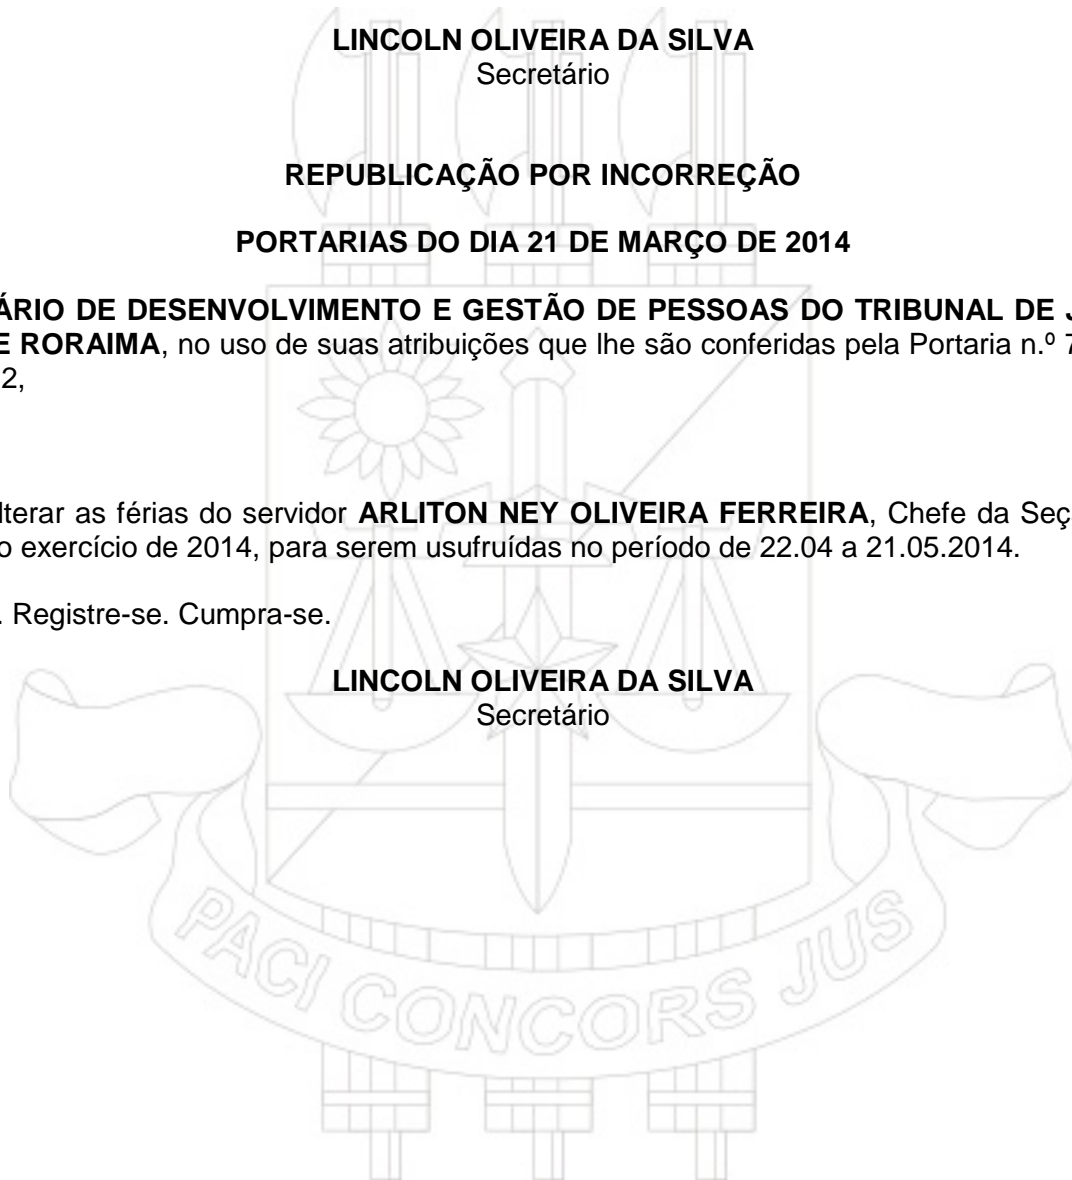 LINCOLN OLIVEIRA DA SILVA
Secretário
REPUBLICAÇÃO POR INCORREÇÃO
PORTARIAS DO DIA 21 DE MARÇO DE 2014
ÁRIO DE DESENVOLVIMENTO E GESTÃO DE PESSOAS DO TRIBUNAL DE
E RORAIMA, no uso de suas atribuições que lhe são conferidas pela Portaria n.º 7
2,
lterar as férias do servidor ARLITON NEY OLIVEIRA FERREIRA, Chefe da Seç
o exercício de 2014, para serem usufruídas no período de 22.04 a 21.05.2014.
. Registre-se. Cumpra-se.
LINCOLN OLIVEIRA DA SILVA
Secretário
PACI CONCORS JUS